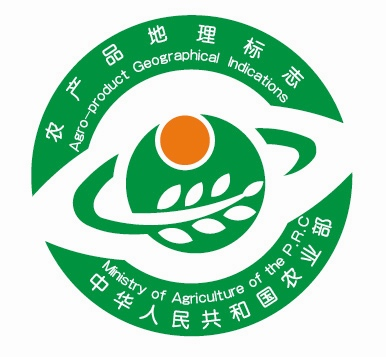 农产品地理标志
Agro-product Geographical Indications
Ministry of Agriculture of the P.R.C
中华人民共和国农业部